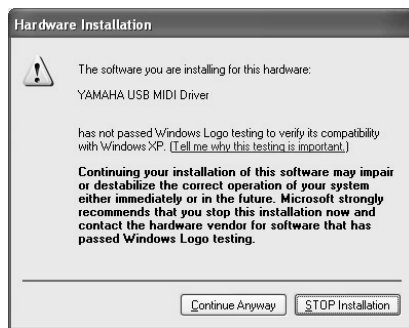 Hardware Installation
The software you are installing for this hardware:
YAMAHA USB MIDI Driver
has not passed Windows Logo testing to verify its compatibility
with Windows XP. (Tell me why this testing is important.)
Continuing your installation of this software may impair
or destabilize the correct operation of your system
either immediately or in the future. Microsoft strongly
recommends that you stop this installation now and
contact the hardware vendor for software that has
passed Windows Logo testing.
Continue Anyway STOP Installation